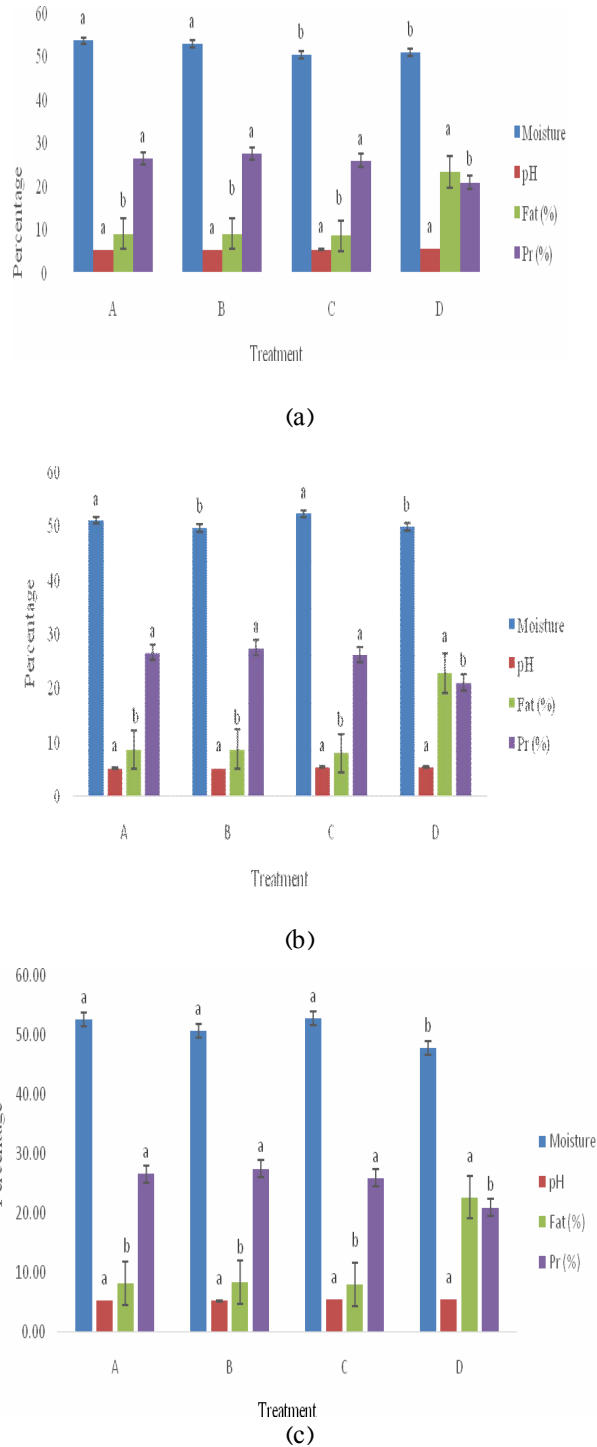 60
50
40
30
20
10
0
Percentage
a a b b
a a a a
b b b a
a a a b
A B C D
Treatment
Moisture
pH
Fat (%)
Pr (%)
(a)
60
50
40
30
20
10
0
Percentage
a b a b
a a a a
b b b a
a a a b
A B C D
Treatment
Moisture
pH
Fat (%)
Pr (%)
(b)
60.00
50.00
40.00
30.00
20.00
10.00
0.00
a a a b
a a a a
b b b a
a a a b
A B C D
Treatment
Moisture
pH
Fat (%)
Pr (%)
(c)